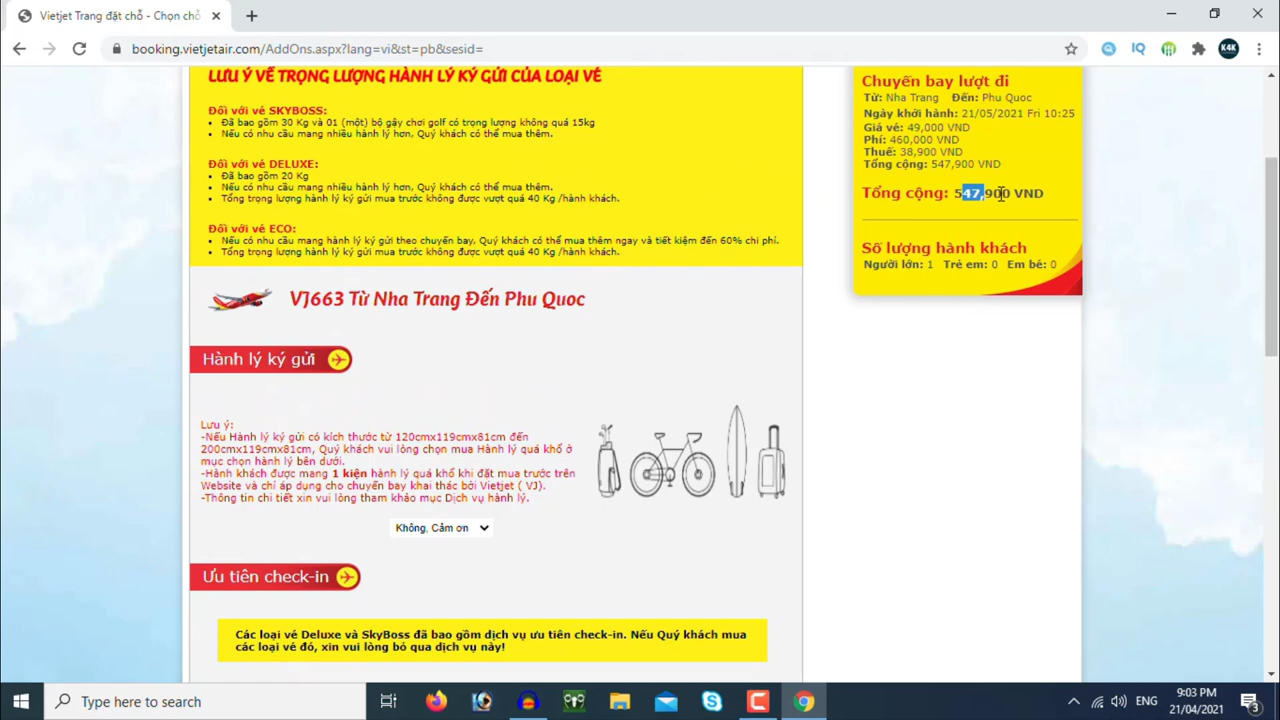 Vietjet Trang đặt chỗ - Chọn chỗ
booking.vietjetair.com/AddOns.aspx?lang=vi&st=pb&sesid=
IQ
K4K
LƯU Ý VỀ TRỌNG LƯỢNG HÀNH LÝ KÝ GỬI CỦA LOẠI VÉ
Đối với vé SKYBOSS:
• Đã bao gồm 30 Kg và 01 (một) bộ gậy chơi golf có trọng lượng không quá 15kg
• Nếu có nhu cầu mang nhiều hành lý hơn, Quý khách có thể mua thêm.
Đối với vé DELUXE:
• Đã bao gồm 20 Kg
• Nếu có nhu cầu mang nhiều hành lý hơn, Quý khách có thể mua thêm.
• Tổng trọng lượng hành lý ký gửi mua trước không được vượt quá 40 Kg /hành khách.
Đối với vé ECO:
• Nếu có nhu cầu mang hành lý ký gửi theo chuyến bay, Quý khách có thể mua thêm ngay và tiết kiệm đến 60% chi phí.
• Tổng trọng lượng hành lý ký gửi mua trước không được vượt quá 40 Kg /hành khách.
VJ663 Từ Nha Trang Đến Phu Quoc
Hành lý ký gửi
Lưu ý:
-Nếu Hành lý ký gửi có kích thước từ 120cmx119cmx81cm đến
200cmx119cmx81cm, Quý khách vui lòng chọn mua Hành lý quá khổ ở
mục chọn hành lý bên dưới.
-Hành khách được mang 1 kiện hành lý quá khổ khi đặt mua trước trên
Website và chỉ áp dụng cho chuyến bay khai thác bởi Vietjet ( VJ).
-Thông tin chi tiết xin vui lòng tham khảo mục Dịch vụ hành lý.
Không, Cảm ơn
Ưu tiên check-in
Các loại vé Deluxe và SkyBoss đã bao gồm dịch vụ ưu tiên check-in. Nếu Quý khách mua
các loại vé đó, xin vui lòng bỏ qua dịch vụ này!
Chuyến bay lượt đi
Từ: Nha Trang Đến: Phu Quoc
Ngày khởi hành: 21/05/2021 Fri 10:25
Giá vé: 49,000 VND
Phí: 460,000 VND
Thuế: 38,900 VND
Tổng cộng: 547,900 VND
Tổng cộng: 547,900 VND
Số lượng hành khách
Người lớn: 1 Trẻ em: 0 Em bé: 0
Type here to search
ENG
9:03 PM
21/04/2021
3